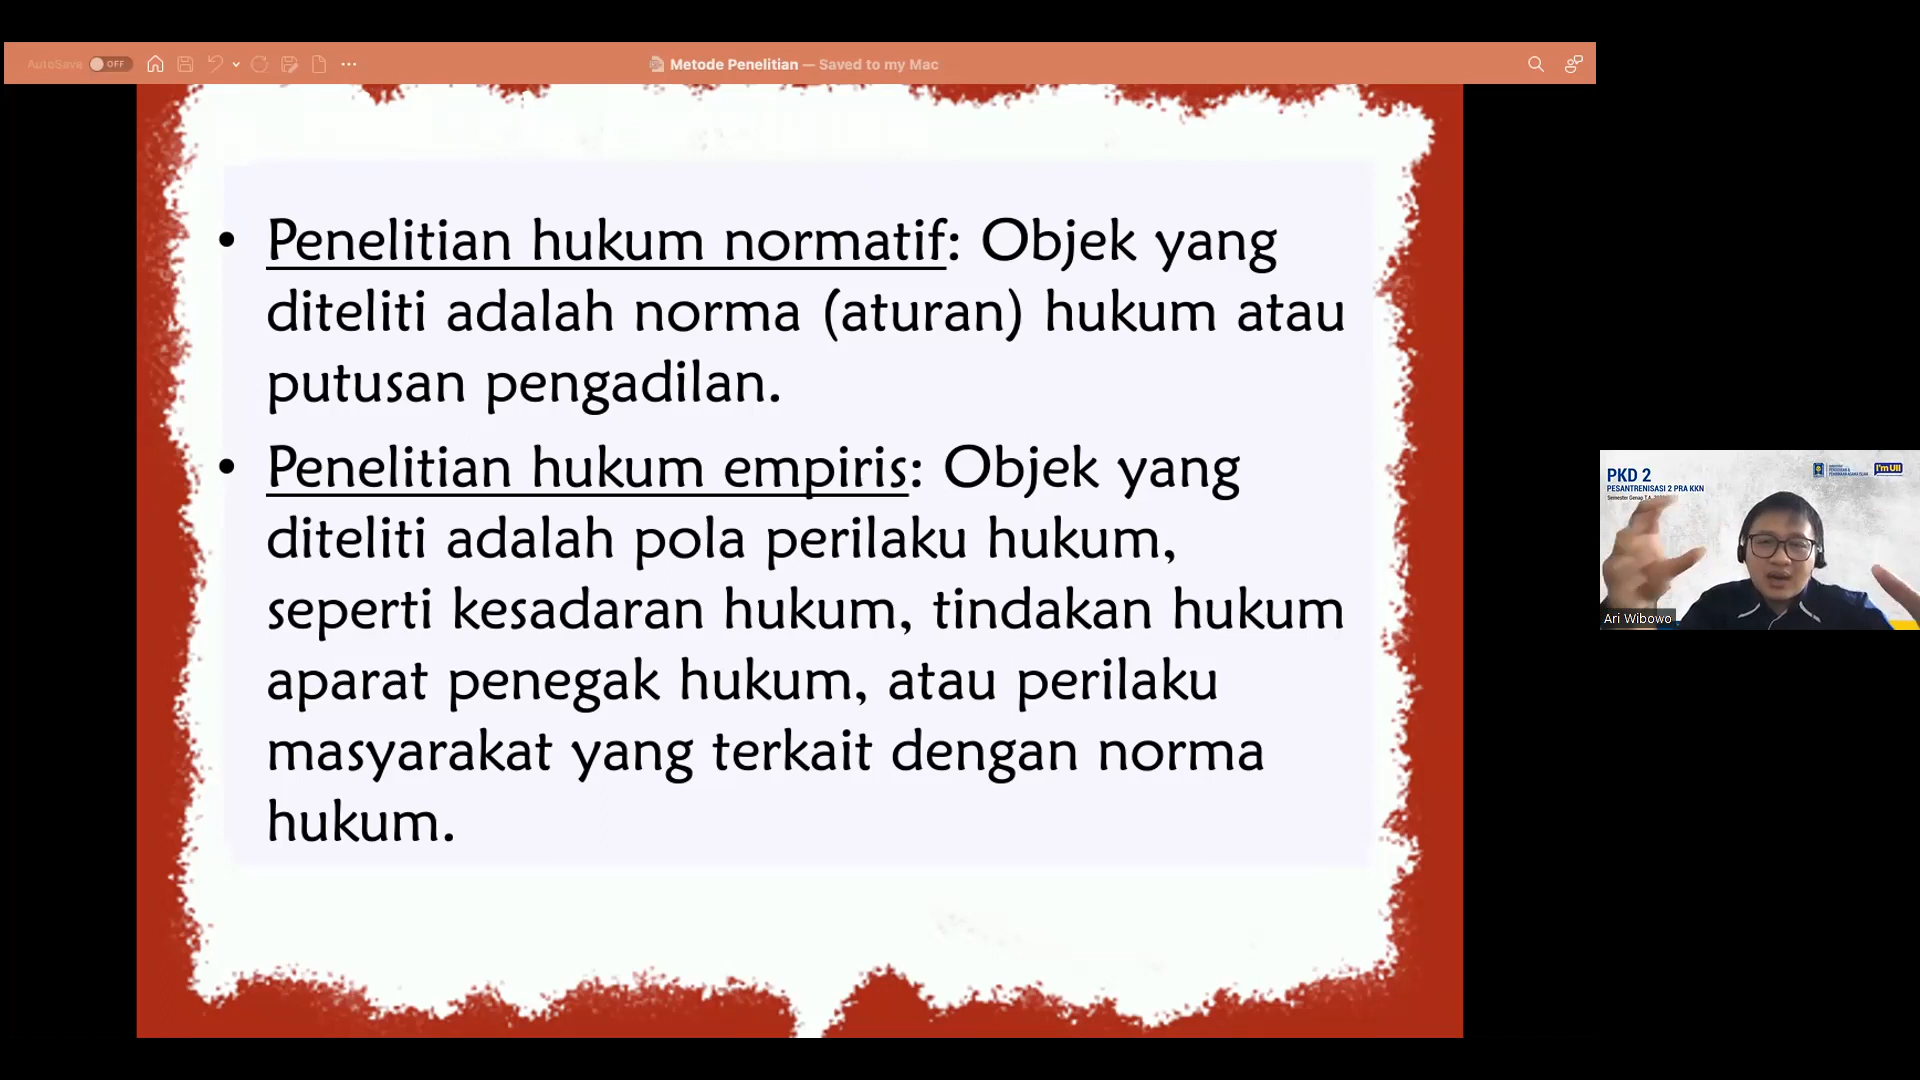 AutoSave OFF
Metode Penelitian — Saved to my Mac
• Penelitian hukum normatif: Objek yang
diteliti adalah norma (aturan) hukum atau
putusan pengadilan.
• Penelitian hukum empiris: Objek yang
diteliti adalah pola perilaku hukum,
seperti kesadaran hukum, tindakan hukum
aparat penegak hukum, atau perilaku
masyarakat yang terkait dengan norma
hukum.
PKD 2
PESANTRENISASI 2 PRA KKN
Semester Genap T.A.
I'm UII
Ari Wibowo